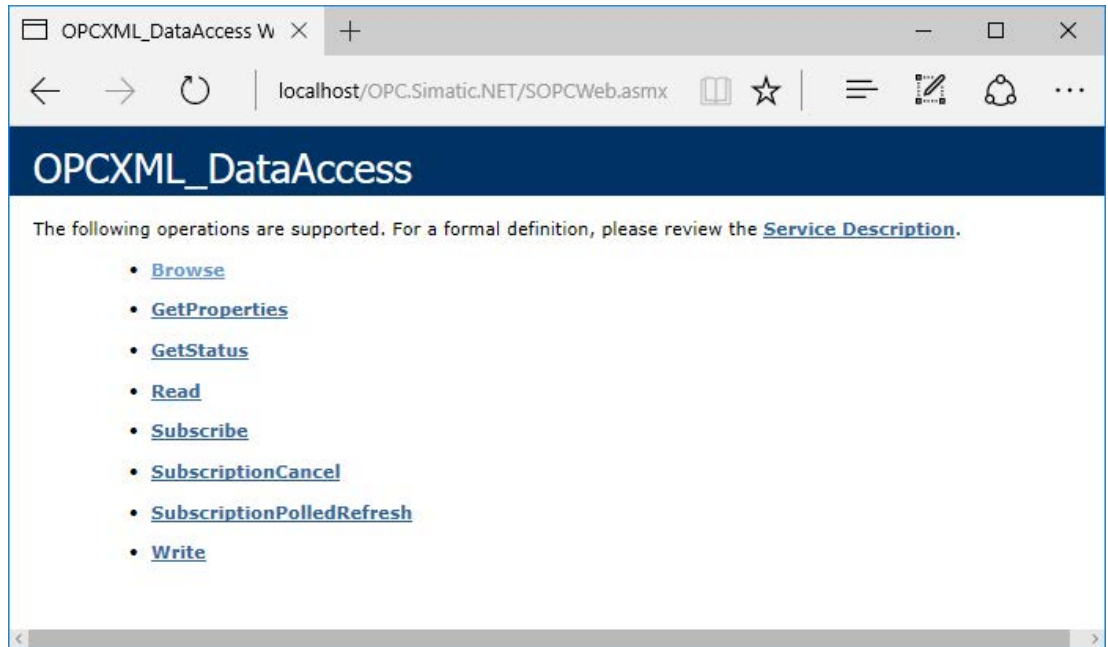 OPCXML_DataAccess W
localhost/OPC.Simatic.NET/SOPCWeb.asmx
OPCXML_DataAccess
The following operations are supported. For a formal definition, please review the Service Description.
Browse
GetProperties
GetStatus
Read
Subscribe
SubscriptionCancel
SubscriptionPolledRefresh
Write